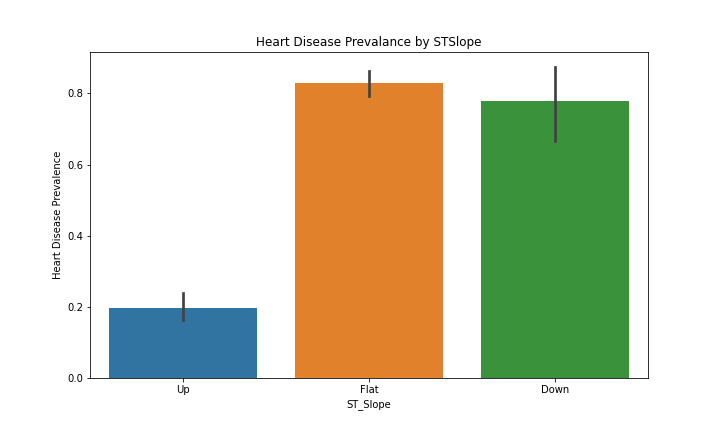 Heart Disease Prevalance by STSlope
Heart Disease Prevalence
0.8
0.6
0.4
0.2
0.0
Up
Flat
Down
ST_Slope